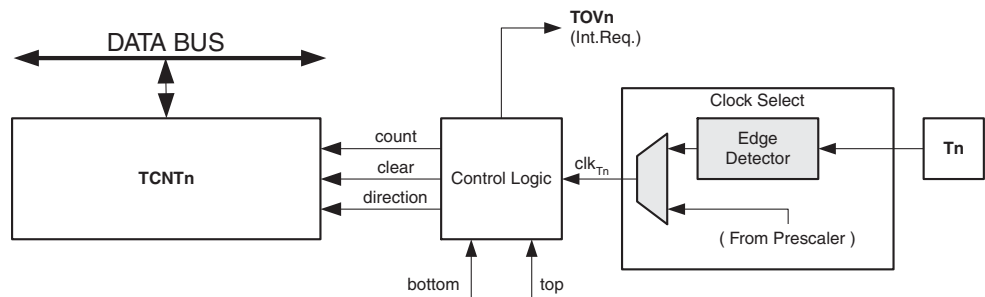 TOVn
(Int.Req.)
DATA BUS
Clock Select
count
Edge
Detector
Tn
TCNTn
clear
Control Logic
clkTn
direction
( From Prescaler )
bottom
top